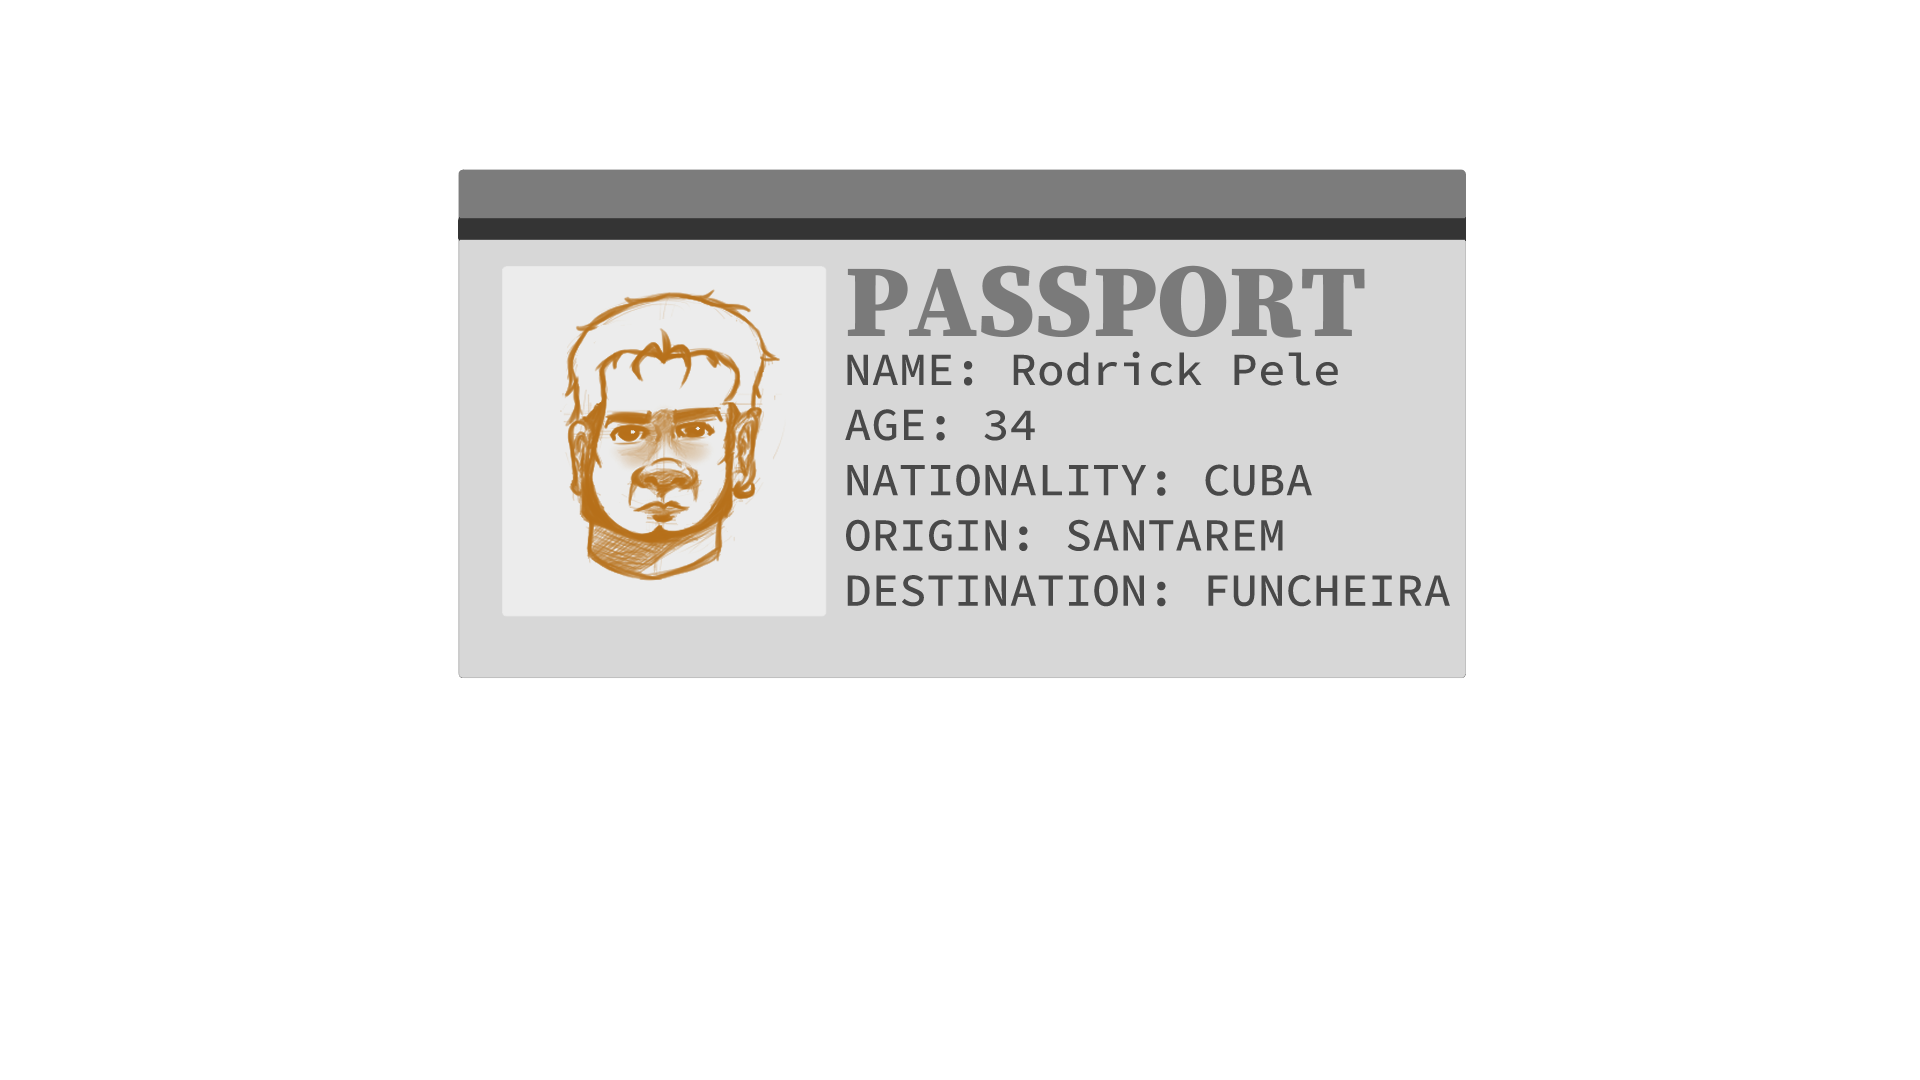 PASSPORT
NAME: Rodrick Pele
AGE: 34
NATIONALITY: CUBA
ORIGIN: SANTAREM
DESTINATION: FUNCHEIRA